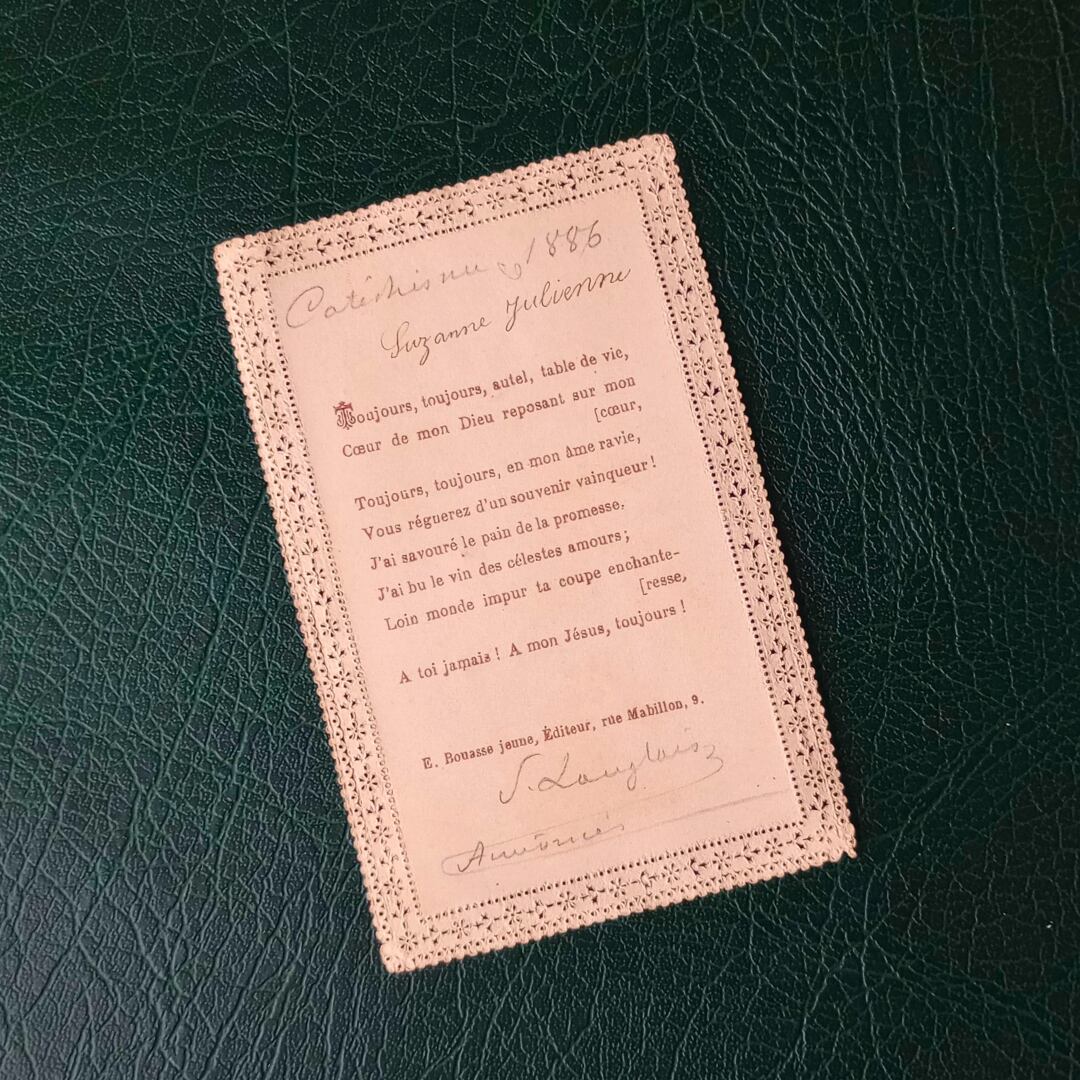 Catéchisme 1886
Suzanne Julienne
Toujours, toujours, autel, table de vie,
Cœur de mon Dieu reposant sur mon
[cœur,
Toujours, toujours, en mon âme ravie,
Vous réguerez d'un souvenir vainqueur !
J'ai savouré le pain de la promesse.
J'ai bu le vin des célestes amours ;
Loin monde impur ta coupe enchante-
[resse,
A toi jamais ! A mon Jésus, toujours !
E. Bouasse jeune, Éditeur, rue Mabillon, 9.
Langlois